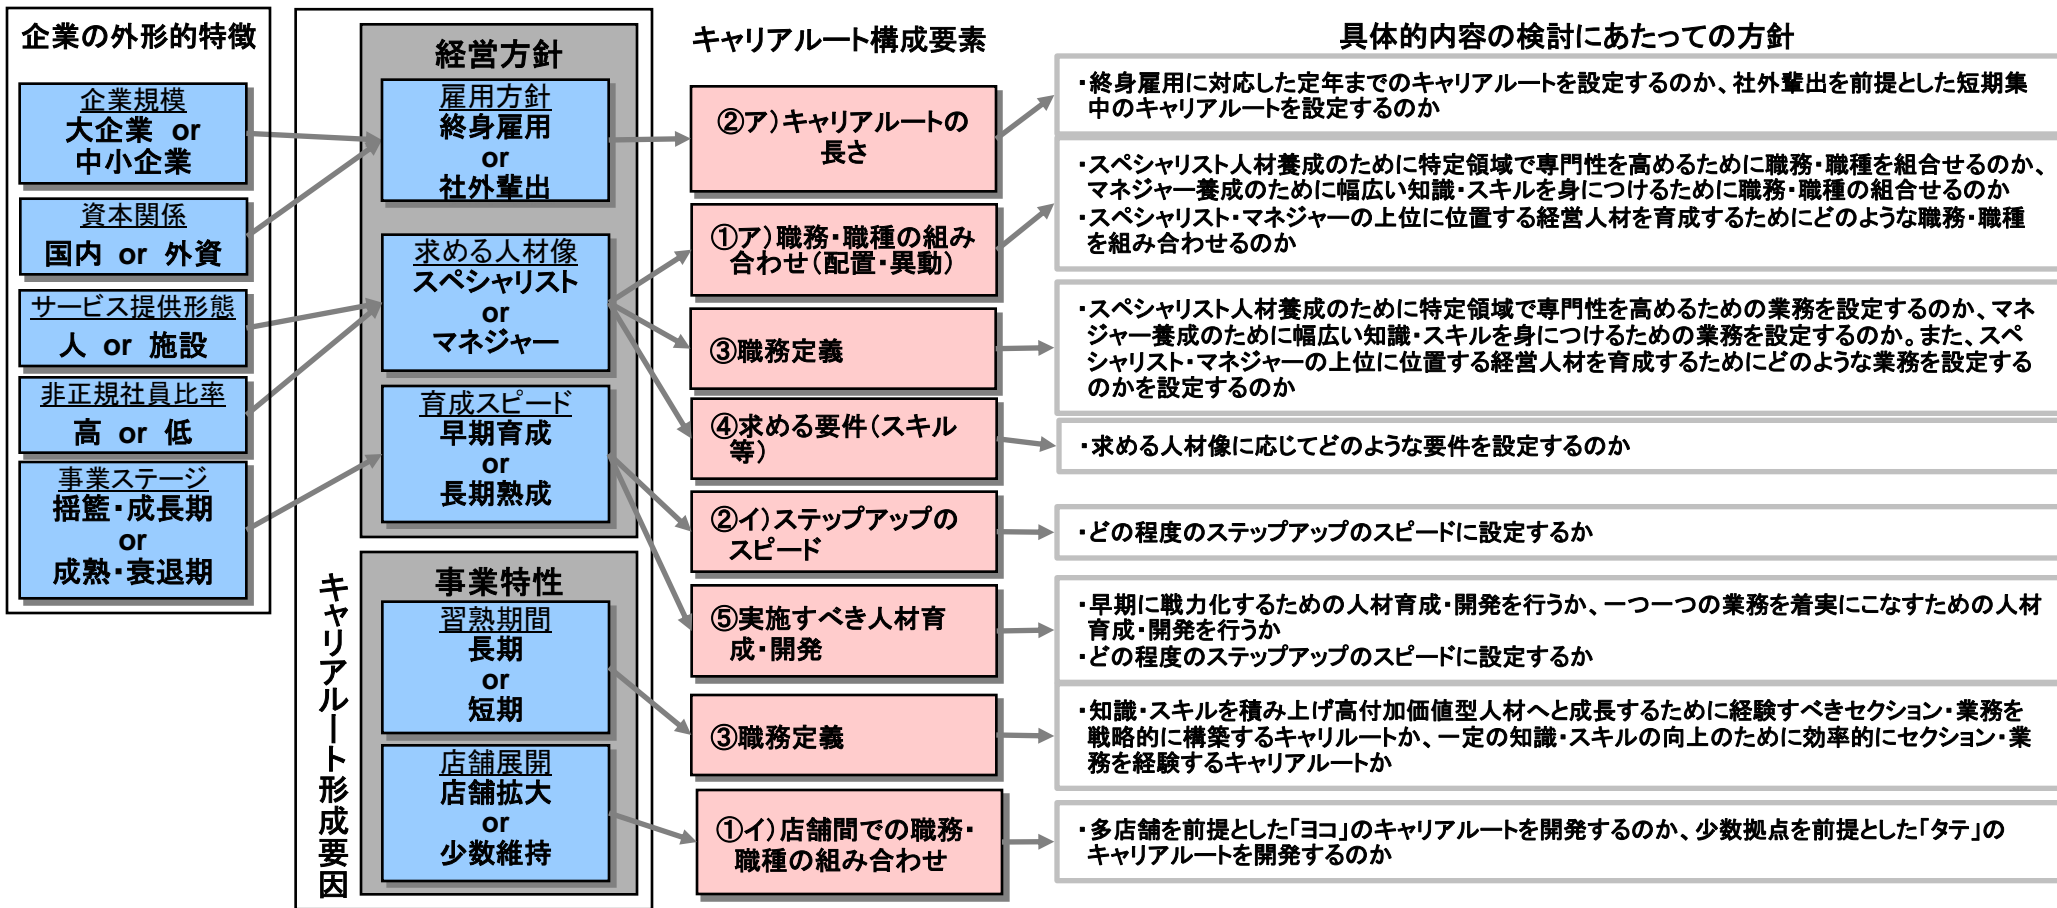 企業の外形的特徴
企業規模
大企業 or
中小企業
資本関係
国内 or 外資
サービス提供形態
人 or 施設
非正規社員比率
高 or 低
事業ステージ
揺籃・成長期
or
成熟・衰退期
キャリアルート形成要因
経営方針
雇用方針
終身雇用
or
社外輩出
求める人材像
スペシャリスト
or
マネジャー
育成スピード
早期育成
or
長期熟成
事業特性
習熟期間
長期
or
短期
店舗展開
店舗拡大
or
少数維持
キャリアルート構成要素
②ア）キャリアルートの
長さ
①ア）職務・職種の組み
合わせ（配置・異動）
③職務定義
④求める要件（スキル
等）
②イ）ステップアップの
スピード
⑤実施すべき人材育
成・開発
③職務定義
①イ）店舗間での職務・
職種の組み合わせ
具体的内容の検討にあたっての方針
・終身雇用に対応した定年までのキャリアルートを設定するのか、社外輩出を前提とした短期集
中のキャリアルートを設定するのか
・スペシャリスト人材養成のために特定領域で専門性を高めるために職務・職種を組合せるのか、
マネジャー養成のために幅広い知識・スキルを身につけるために職務・職種の組合せるのか
・スペシャリスト・マネジャーの上位に位置する経営人材を育成するためにどのような職務・職種
を組み合わせるのか
・スペシャリスト人材養成のために特定領域で専門性を高めるための業務を設定するのか、マネ
ジャー養成のために幅広い知識・スキルを身につけるための業務を設定するのか。また、スペ
シャリスト・マネジャーの上位に位置する経営人材を育成するためにどのような業務を設定する
のかを設定するのか
・求める人材像に応じてどのような要件を設定するのか
・どの程度のステップアップのスピードに設定するか
・早期に戦力化するための人材育成・開発を行うか、一つ一つの業務を着実にこなすための人材
育成・開発を行うか
・どの程度のステップアップのスピードに設定するか
・知識・スキルを積み上げ高付加価値型人材へと成長するために経験すべきセクション・業務を
戦略的に構築するキャリルートか、一定の知識・スキルの向上のために効率的にセクション・業
務を経験するキャリアルートか
・多店舗を前提とした「ヨコ」のキャリアルートを開発するのか、少数拠点を前提とした「タテ」の
キャリアルートを開発するのか